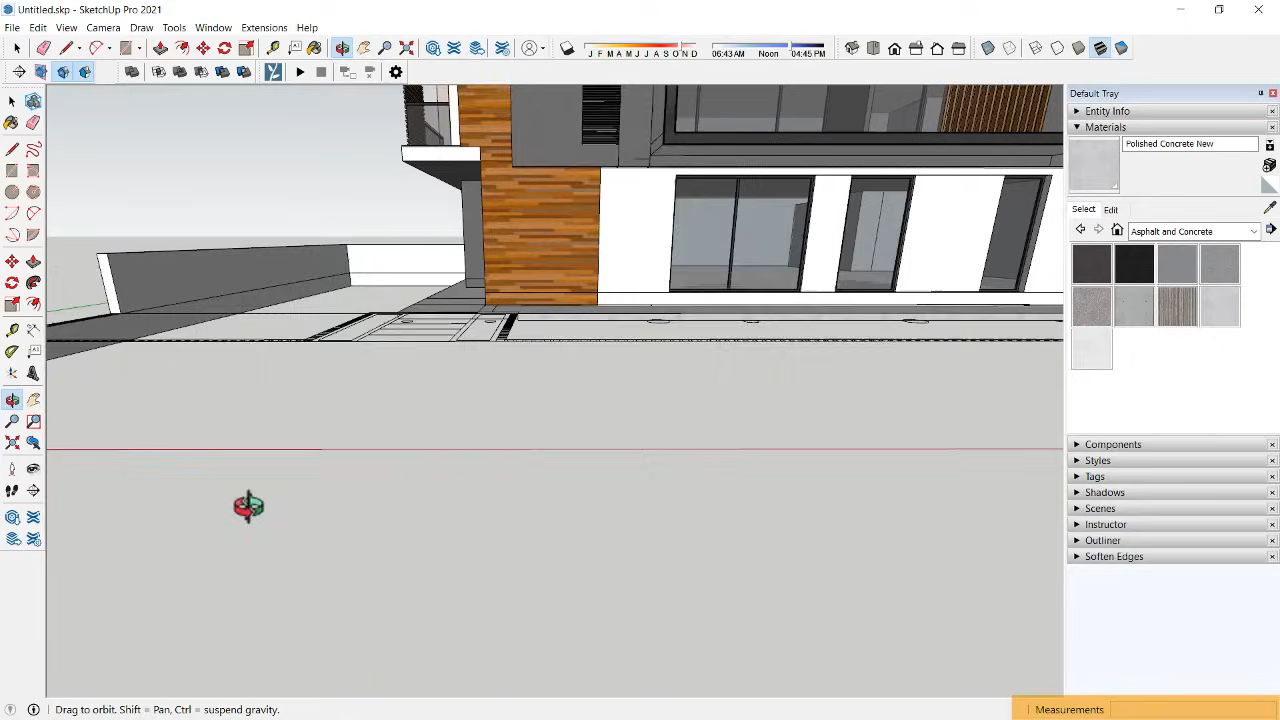 Untitled.skp - SketchUp Pro 2021
File Edit View Camera Draw Tools Window Extensions Help
J F M A M J J A S O N D 06:43 AM Noon 04:45 PM
Default Tray
Entity Info
Materials
Polished Concrete New
Select Edit
Asphalt and Concrete
Components
Styles
Tags
Shadows
Scenes
Instructor
Outliner
Soften Edges
Drag to orbit. Shift = Pan, Ctrl = suspend gravity.
Measurements